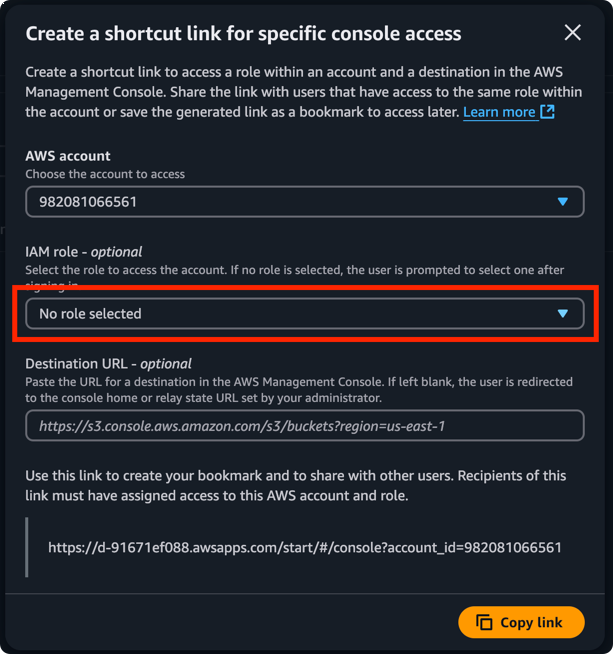 Create a shortcut link for specific console access
Create a shortcut link to access a role within an account and a destination in the AWS
Management Console. Share the link with users that have access to the same role within
the account or save the generated link as a bookmark to access later. Learn more
AWS account
Choose the account to access
982081066561
IAM role - optional
Select the role to access the account. If no role is selected, the user is prompted to select one after
signing in.
No role selected
Destination URL - optional
Paste the URL for a destination in the AWS Management Console. If left blank, the user is redirected
to the console home or relay state URL set by your administrator.
https://s3.console.aws.amazon.com/s3/buckets?region=us-east-1
Use this link to create your bookmark and to share with other users. Recipients of this
link must have assigned access to this AWS account and role.
https://d-91671ef088.awsapps.com/start/#/console?account_id=982081066561
Copy link